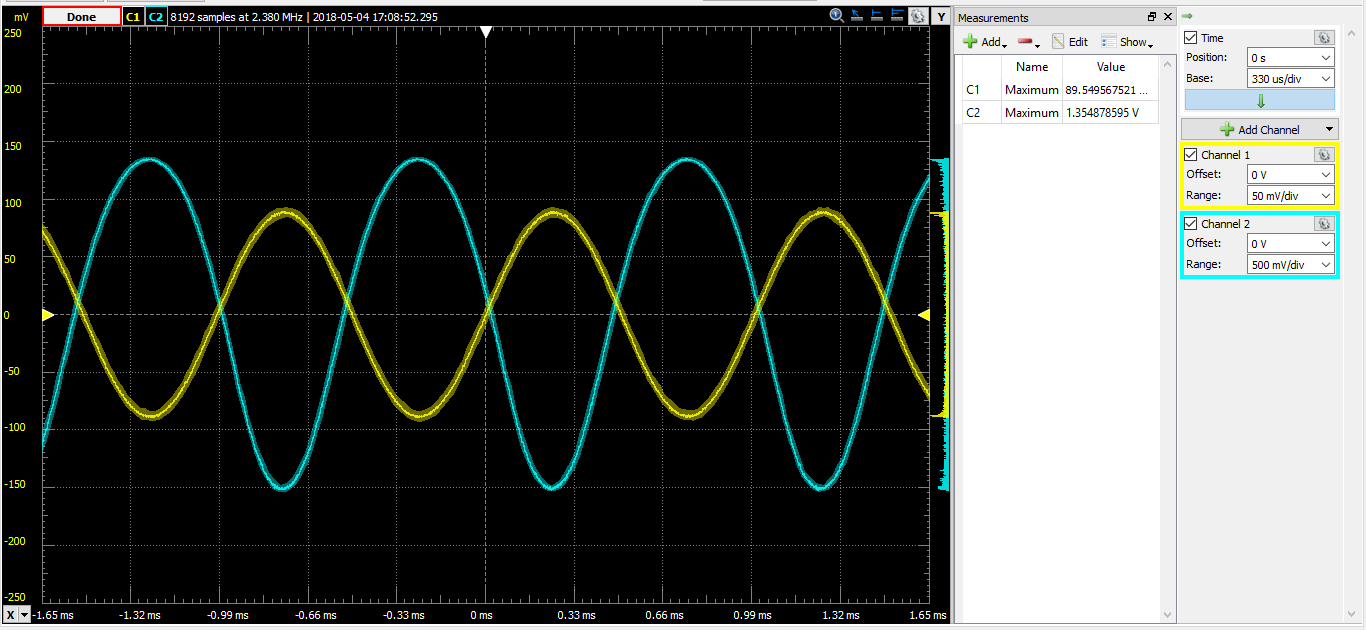 mV Done C1 C2 8192 samples at 2.380 MHz | 2018-05-04 17:08:52.295 Y
250
200
150
100
50
0
-50
-100
-150
-200
-250
X -1.65 ms -1.32 ms -0.99 ms -0.66 ms -0.33 ms 0 ms 0.33 ms 0.66 ms 0.99 ms 1.32 ms 1.65 ms
Measurements
Add Edit Show
Name Value
C1 Maximum 89.549567521 ...
C2 Maximum 1.354878595 V
Time
Position: 0 s
Base: 330 us/div
Add Channel
Channel 1
Offset: 0 V
Range: 50 mV/div
Channel 2
Offset: 0 V
Range: 500 mV/div